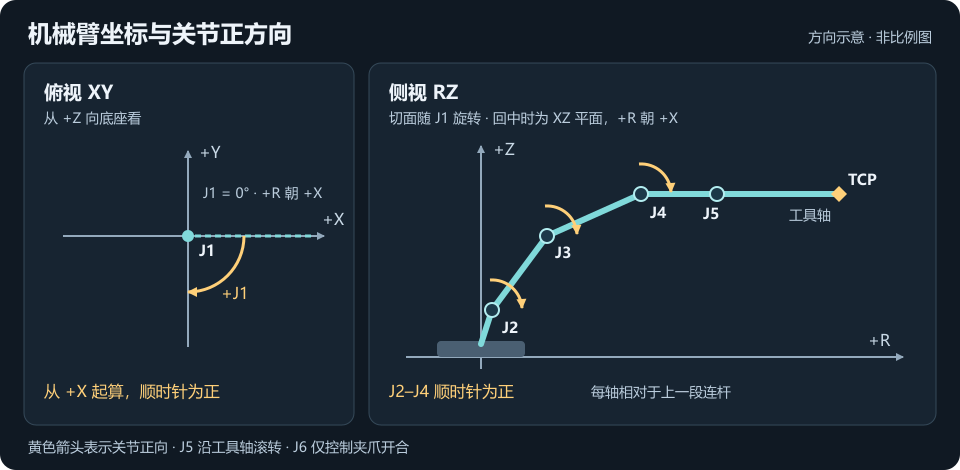 机械臂坐标与关节正方向
方向示意 · 非比例图
俯视 XY
从 +Z 向底座看
+Y
J1 = 0° · +R 朝 +X
+X
J1
+J1
从 +X 起算，顺时针为正
侧视 RZ
切面随 J1 旋转 · 回中时为 XZ 平面，+R 朝 +X
+Z
TCP
J4
J5
工具轴
J3
J2
+R
J2–J4 顺时针为正
每轴相对于上一段连杆
黄色箭头表示关节正向 · J5 沿工具轴滚转 · J6 仅控制夹爪开合